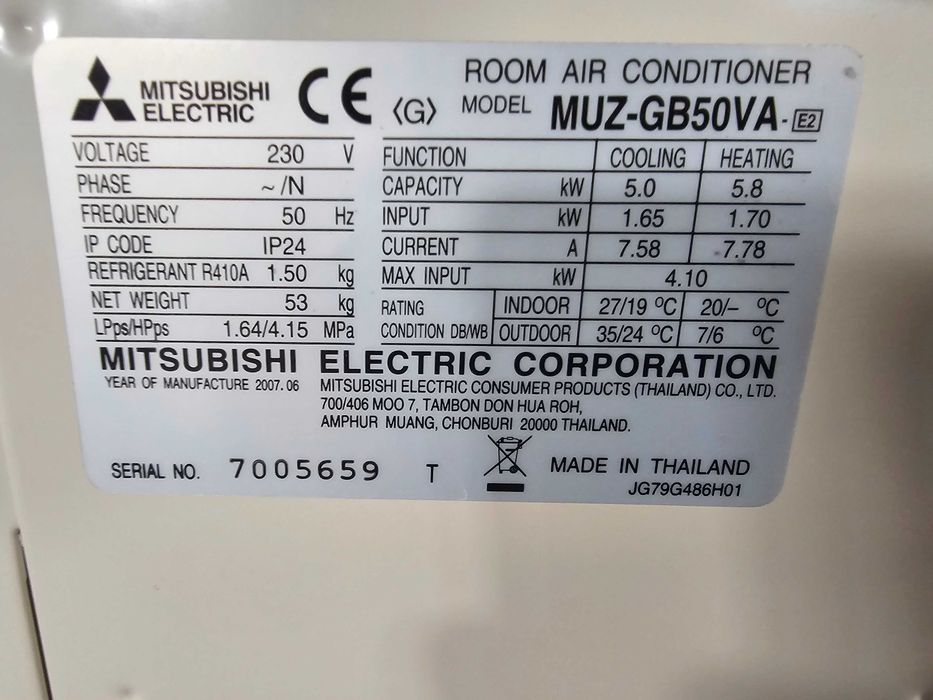 MITSUBISHI ELECTRIC CE ⟨G⟩ ROOM AIR CONDITIONER
MODEL MUZ-GB50VA-E2
VOLTAGE 230 V
PHASE ~/N
FREQUENCY 50 Hz
IP CODE IP24
REFRIGERANT R410A 1.50 kg
NET WEIGHT 53 kg
LPps/HPps 1.64/4.15 MPa
FUNCTION COOLING HEATING
CAPACITY kW 5.0 5.8
INPUT kW 1.65 1.70
CURRENT A 7.58 7.78
MAX INPUT kW 4.10
RATING CONDITION DB/WB INDOOR 27/19 ºC 20/– ºC
OUTDOOR 35/24 ºC 7/6 ºC
MITSUBISHI ELECTRIC CORPORATION
YEAR OF MANUFACTURE 2007.06
MITSUBISHI ELECTRIC CONSUMER PRODUCTS (THAILAND) CO., LTD.
700/406 MOO 7, TAMBON DON HUA ROH,
AMPHUR MUANG, CHONBURI 20000 THAILAND.
SERIAL NO. 7005659 T MADE IN THAILAND
JG79G486H01